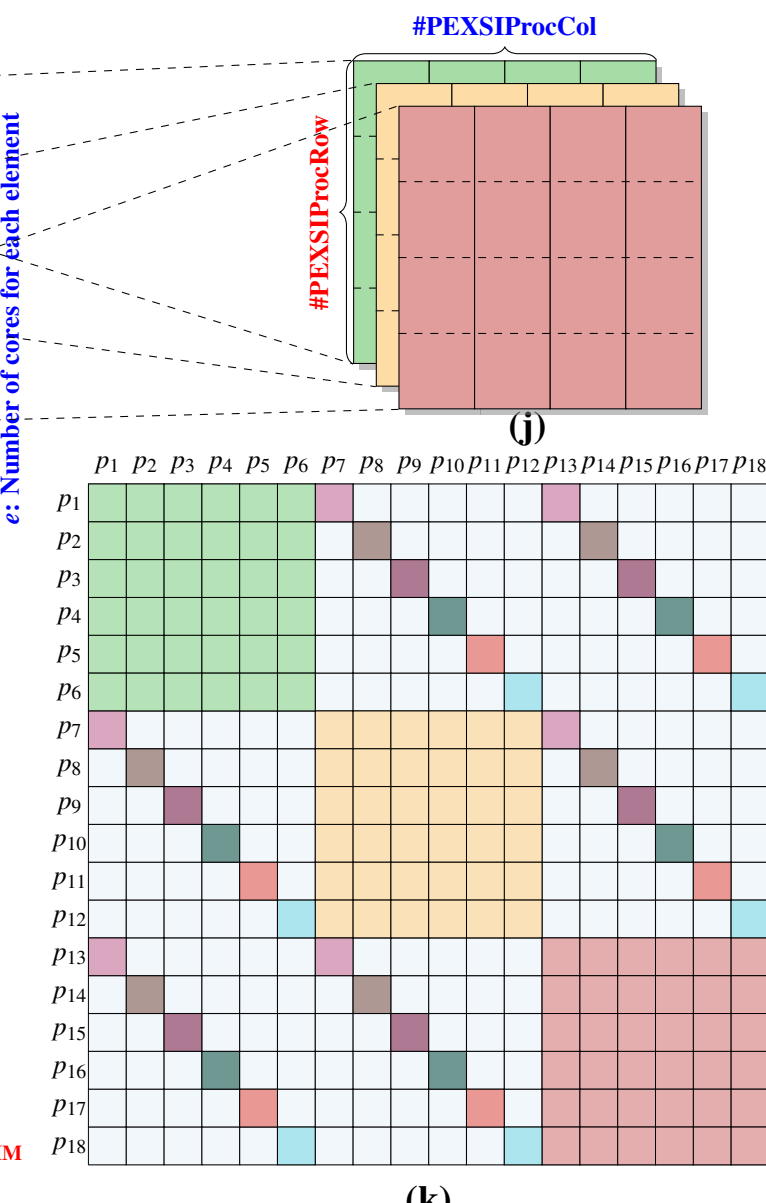 #PEXSIProcCol
#PEXSIProcRow
e: Number of cores for each element
(j)
p1 p2 p3 p4 p5 p6 p7 p8 p9 p10 p11 p12 p13 p14 p15 p16 p17 p18
p1
p2
p3
p4
p5
p6
p7
p8
p9
p10
p11
p12
p13
p14
p15
p16
p17
p18
(k)